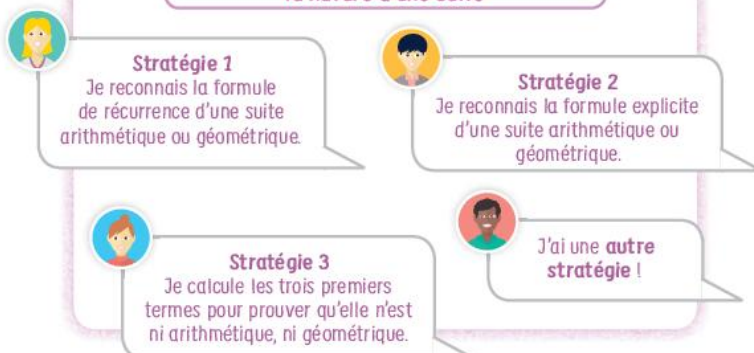 Stratégie 1
Je reconnais la formule
de récurrence d'une suite
arithmétique ou géométrique.
Stratégie 2
Je reconnais la formule explicite
d'une suite arithmétique ou
géométrique.
Stratégie 3
Je calcule les trois premiers
termes pour prouver qu'elle n'est
ni arithmétique, ni géométrique.
J'ai une autre
stratégie !